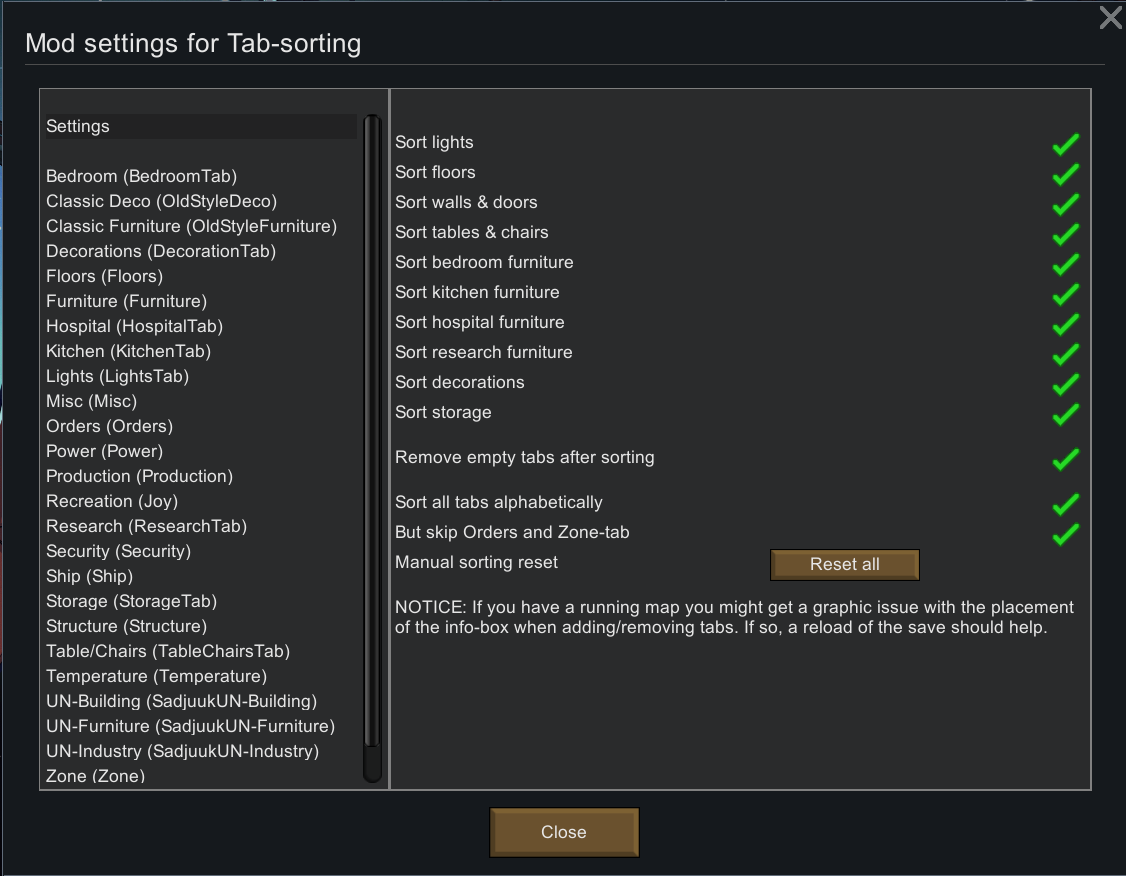 Mod settings for Tab-sorting
Settings
Bedroom (BedroomTab)
Classic Deco (OldStyleDeco)
Classic Furniture (OldStyleFurniture)
Decorations (DecorationTab)
Floors (Floors)
Furniture (Furniture)
Hospital (HospitalTab)
Kitchen (KitchenTab)
Lights (LightsTab)
Misc (Misc)
Orders (Orders)
Power (Power)
Production (Production)
Recreation (Joy)
Research (ResearchTab)
Security (Security)
Ship (Ship)
Storage (StorageTab)
Structure (Structure)
Table/Chairs (TableChairsTab)
Temperature (Temperature)
UN-Building (SadjuukUN-Building)
UN-Furniture (SadjuukUN-Furniture)
UN-Industry (SadjuukUN-Industry)
Zone (Zone)
Sort lights
Sort floors
Sort walls & doors
Sort tables & chairs
Sort bedroom furniture
Sort kitchen furniture
Sort hospital furniture
Sort research furniture
Sort decorations
Sort storage
Remove empty tabs after sorting
Sort all tabs alphabetically
But skip Orders and Zone-tab
Manual sorting reset
Reset all
NOTICE: If you have a running map you might get a graphic issue with the placement
of the info-box when adding/removing tabs. If so, a reload of the save should help.
Close